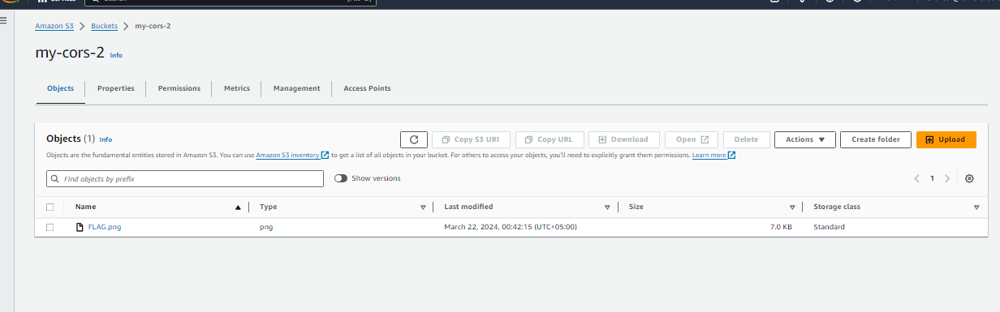 Amazon S3 > Buckets > my-cors-2
my-cors-2 Info
Objects Properties Permissions Metrics Management Access Points
Objects (1) Info Copy S3 URI Copy URL Download Open Delete Actions Create folder Upload
Objects are the fundamental entities stored in Amazon S3. You can use Amazon S3 inventory to get a list of all objects in your bucket. For others to access your objects, you'll need to explicitly grant them permissions. Learn more
Find objects by prefix Show versions 1
Name Type Last modified Size Storage class
FLAG.png png March 22, 2024, 00:42:15 (UTC+05:00) 7.0 KB Standard